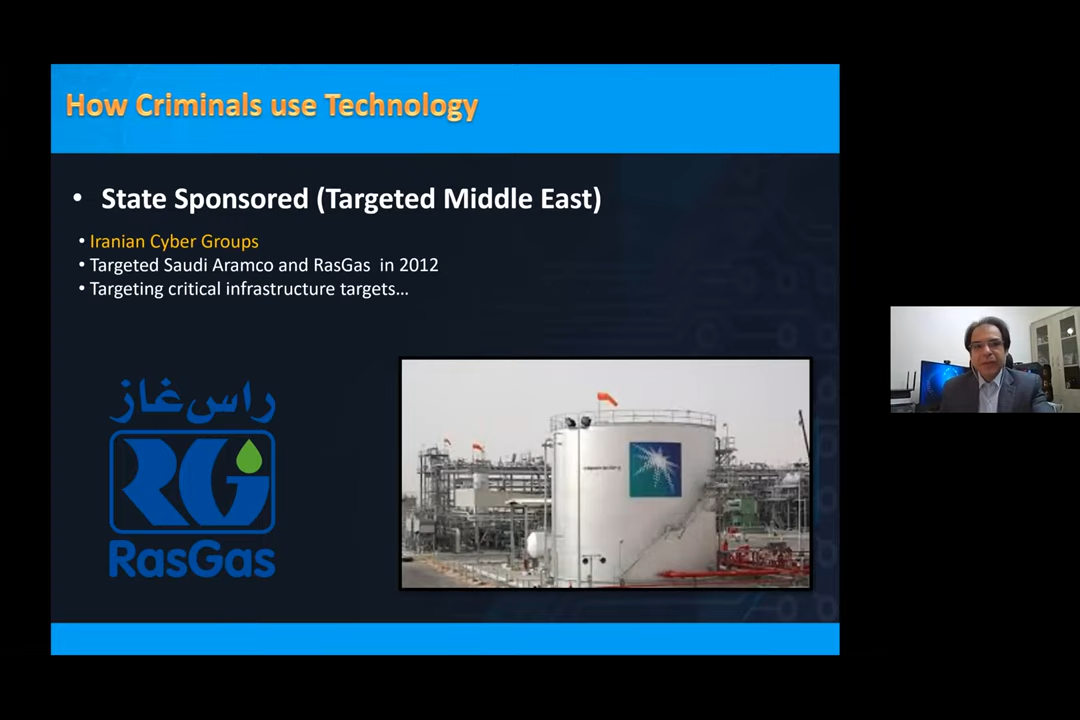 How Criminals use Technology
• State Sponsored (Targeted Middle East)
• Iranian Cyber Groups
• Targeted Saudi Aramco and RasGas in 2012
• Targeting critical infrastructure targets...
راس غاز
RG
RasGas